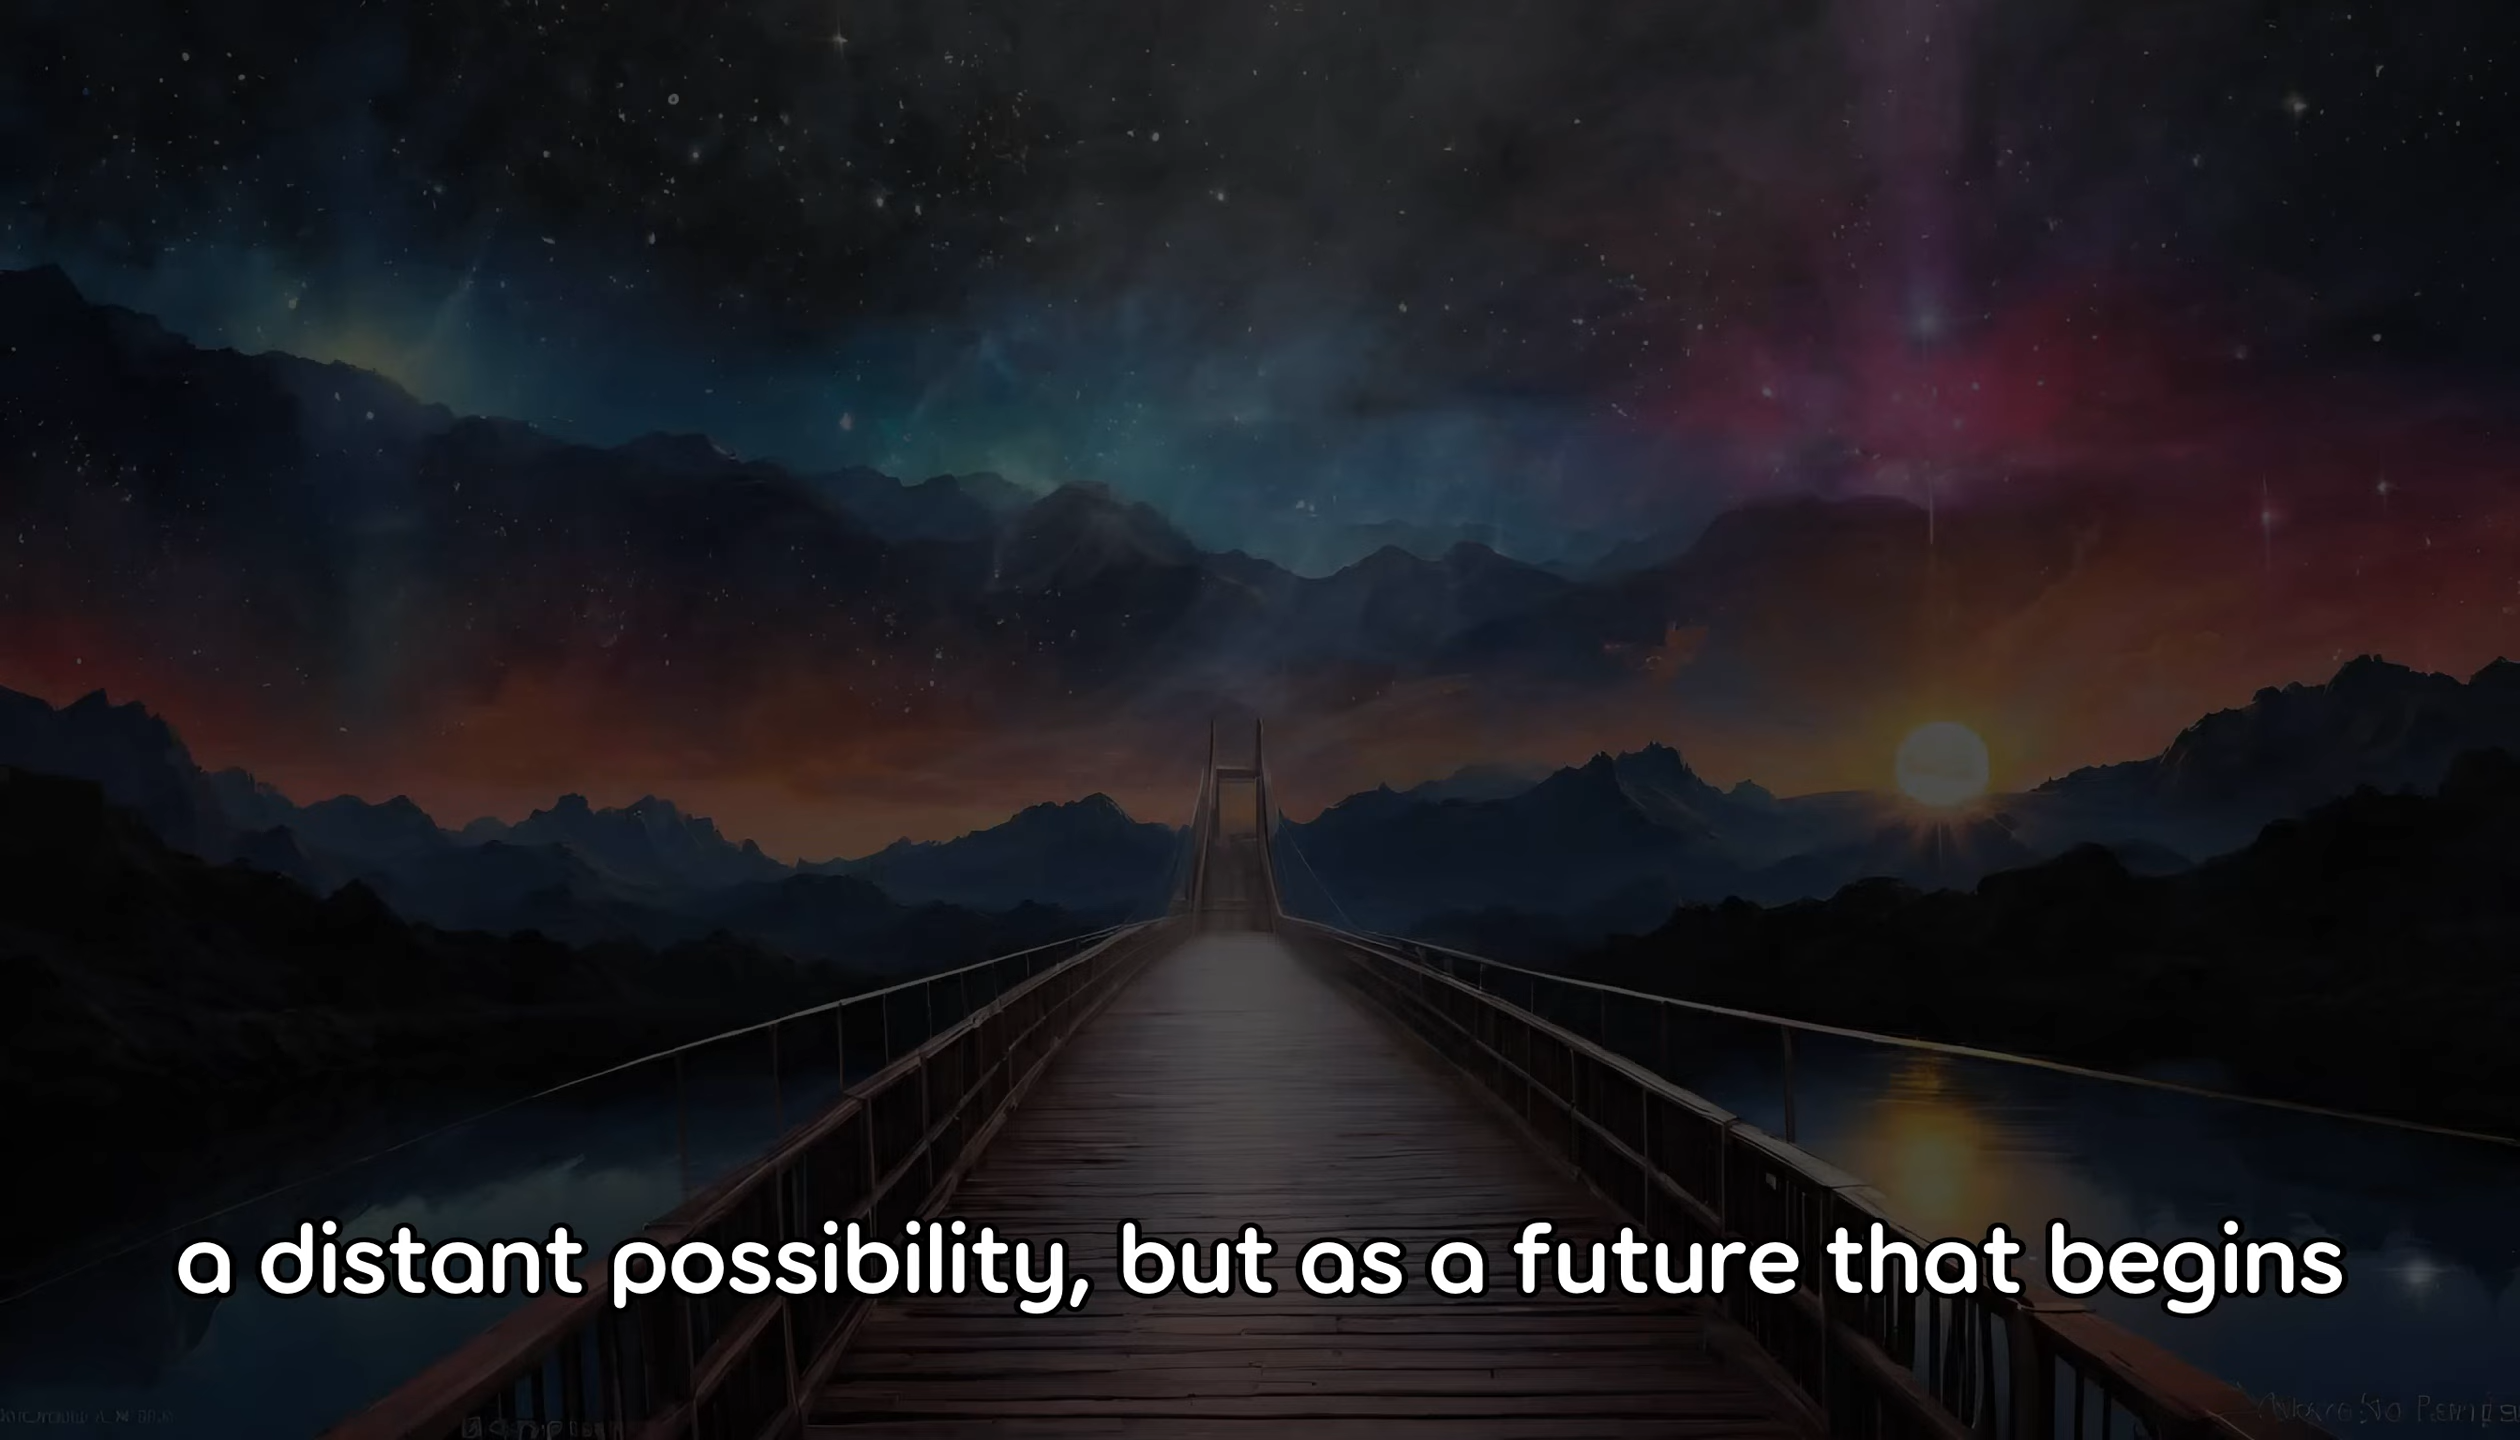 a distant possibility, but as a future that begins